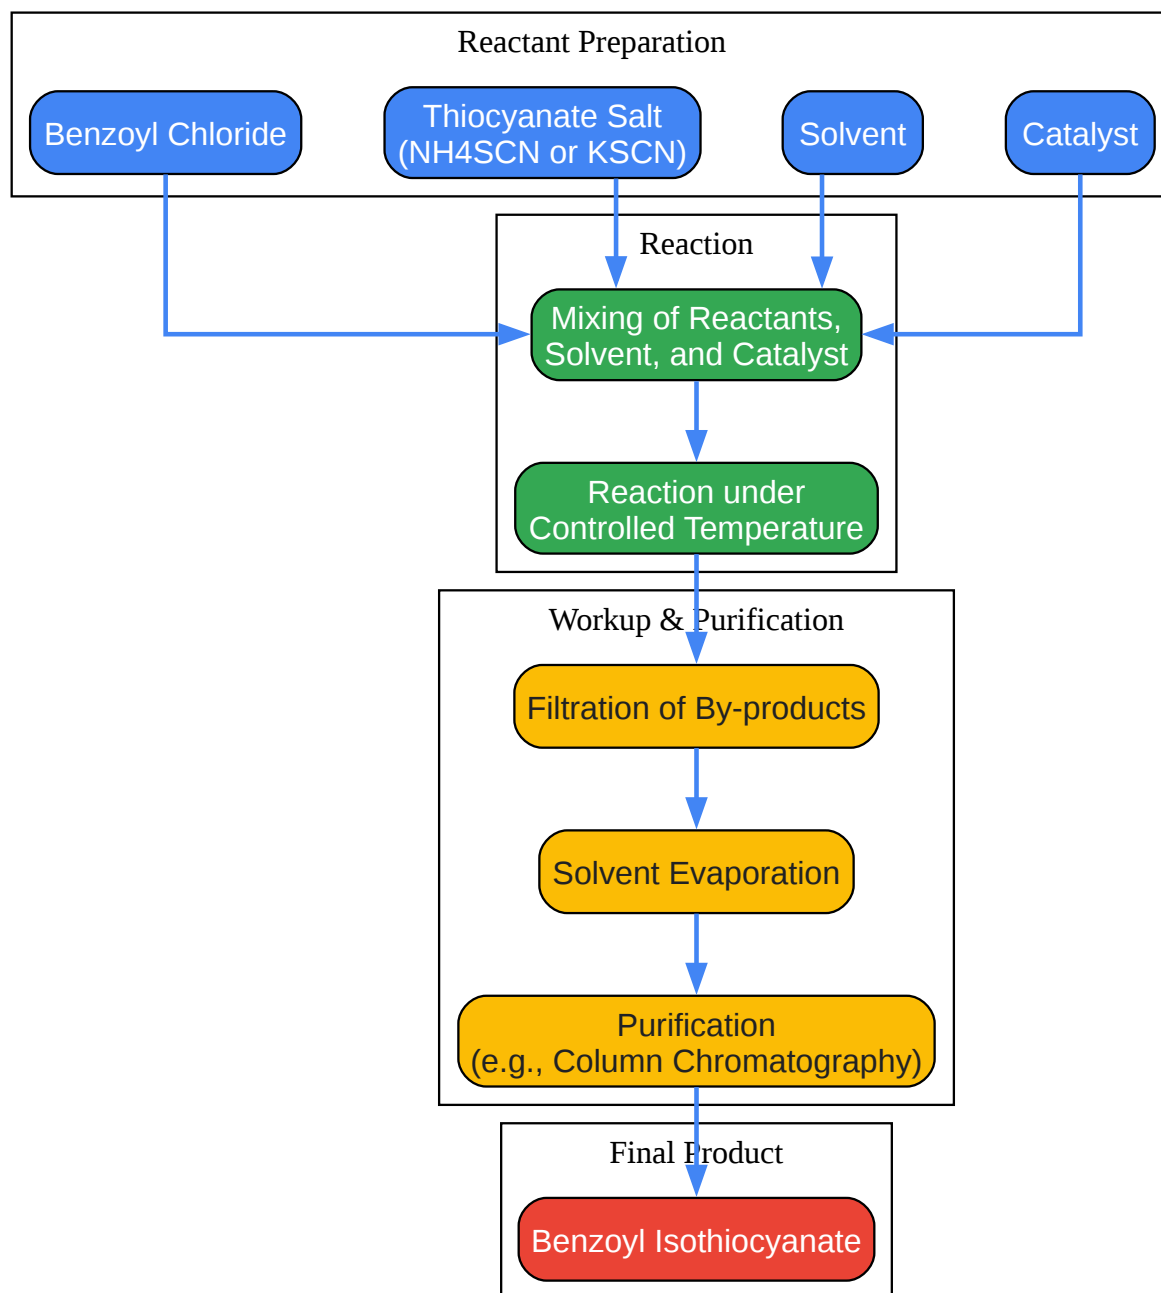 Reactant Preparation
Benzoyl Chloride
Thiocyanate Salt
(NH4SCN or KSCN)
Solvent
Catalyst
Reaction
Mixing of Reactants,
Solvent, and Catalyst
Reaction under
Controlled Temperature
Workup & Purification
Filtration of By-products
Solvent Evaporation
Purification
(e.g., Column Chromatography)
Final Product
Benzoyl Isothiocyanate